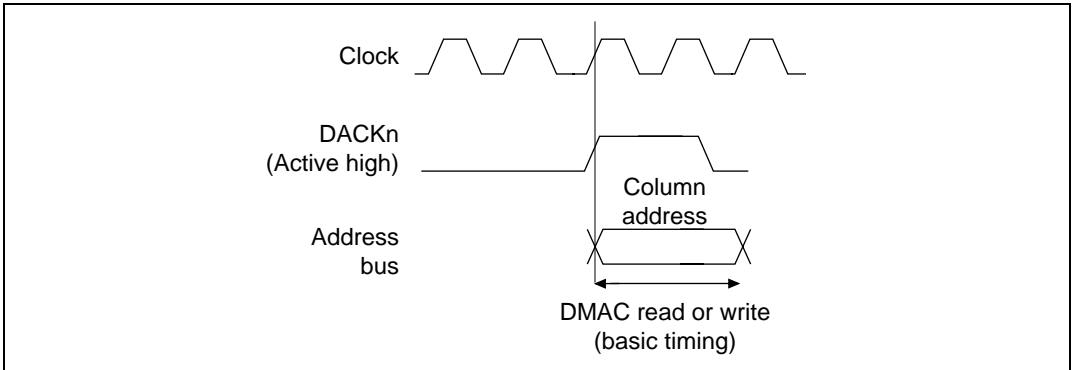 Clock
DACKn
(Active high)
Column
address
Address
bus
DMAC read or write
(basic timing)